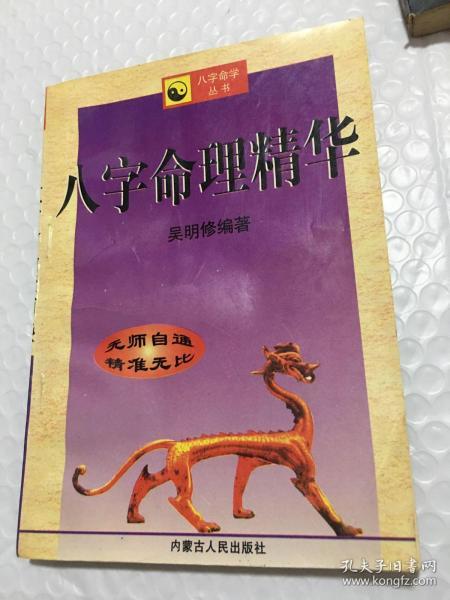 八字命学
丛书
八字命理精华
吴明修编著
无师自通
精准无比
内蒙古人民出版社
孔夫子旧书网
www.kongfz.com